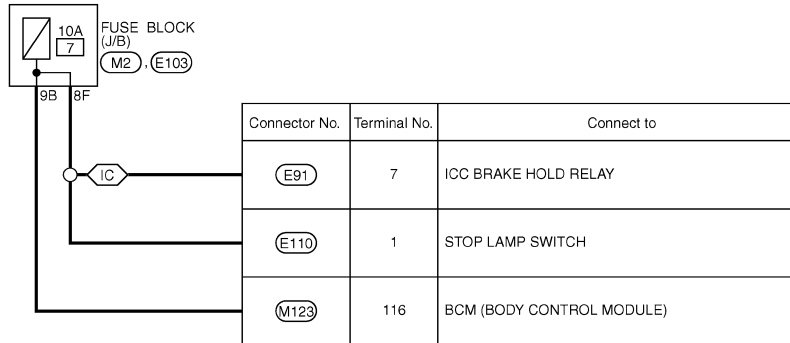 10A
7
FUSE BLOCK
(J/B)
M2 , E103
9B 8F
Connector No. Terminal No. Connect to
IC
E91 7 ICC BRAKE HOLD RELAY
E110 1 STOP LAMP SWITCH
M123 116 BCM (BODY CONTROL MODULE)